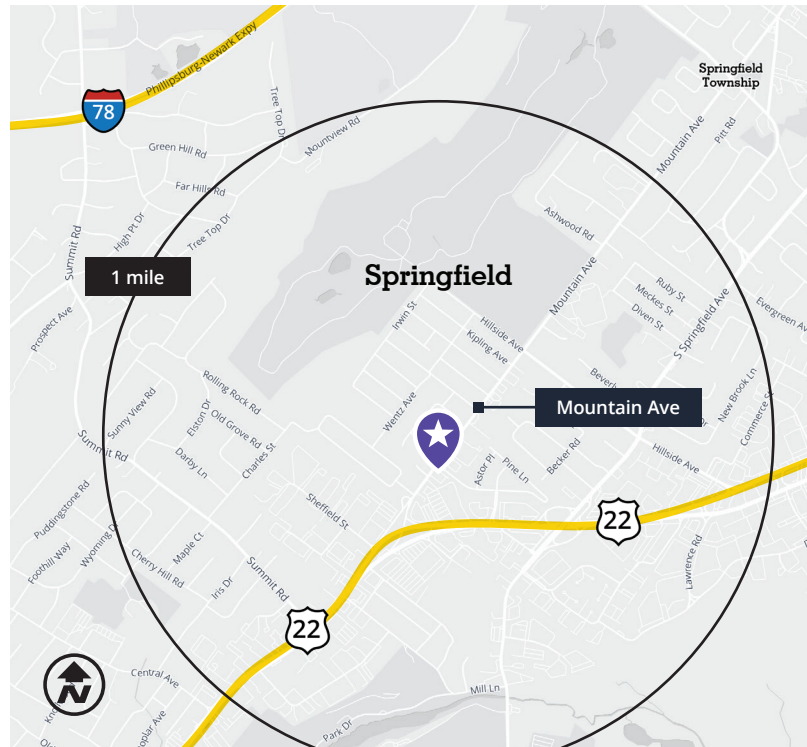 Phillipsburg-Newark Expy
78
Springfield
Township
Tree Top Dr
Mountview Rd
Mountain Ave
Pitt Rd
Green Hill Rd
Far Hills Rd
High Pt Dr
Tree Top Dr
Summit Rd
Ashwood Rd
1 mile
Springfield
Mountain Ave
Ruby St
Meckes St
Diven St
S Springfield Ave
Evergreen Av
Prospect Ave
Irwin St
Hillside Ave
Kipling Ave
Rolling Rock Rd
Wentz Ave
Mountain Ave
New Brook Ln
Commerce St
Sunny View Rd
Elston Dr
Old Grove Rd
Charles St
Darby Ln
Summit Rd
Astor Pl
Pine Ln
Becker Rd
Hillside Ave
Puddingstone Rd
Sheffield St
22
Foothill Way
Wyoming Dr
Maple Ct
Cherry Hill Rd
Iris Dr
Summit Rd
Lawrence Rd
22
N
Central Ave
Mill Ln
Park Dr